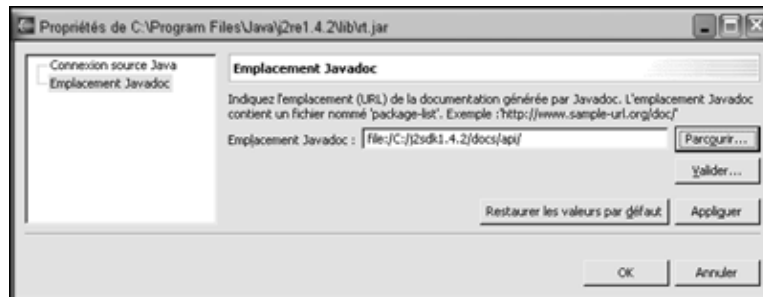 Propriétés de C:\Program Files\Java\j2re1.4.2\lib\rt.jar
Connexion source Java
Emplacement Javadoc
Emplacement Javadoc
Indiquez l'emplacement (URL) de la documentation générée par Javadoc. L'emplacement Javadoc
contient un fichier nommé 'package-list'. Exemple :'http://www.sample-url.org/doc/'
Emplacement Javadoc : file:/C:/j2sdk1.4.2/docs/api/ Parcourir...
Valider...
Restaurer les valeurs par défaut Appliquer
OK Annuler